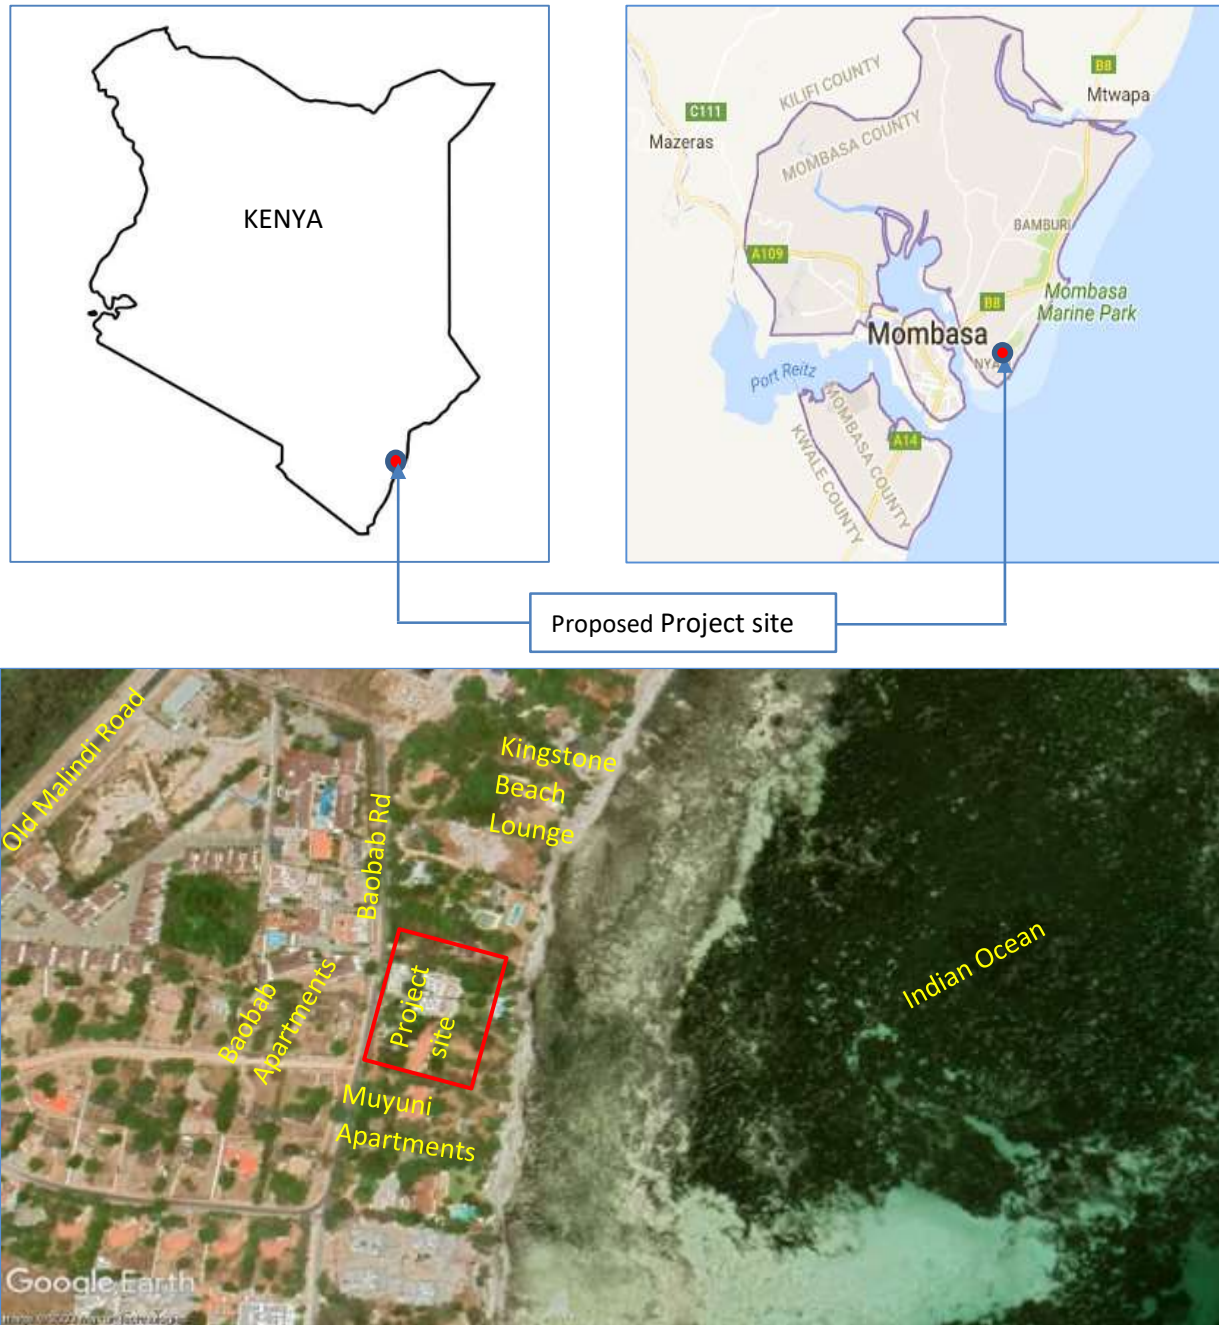 KENYA
KILIFI COUNTY
MOMBASA COUNTY
B8
Mtwapa
C111
Mazeras
BAMBURI
A109
B8
Mombasa
Marine Park
Mombasa
Port Reitz
MOMBASA COUNTY
KWALE COUNTY
A14
Proposed Project site
Old Malindi Road
Kingstone
Beach
Lounge
Baobab Rd
Indian Ocean
Project
site
Baobab
Apartments
Muyuni
Apartments
Google Earth